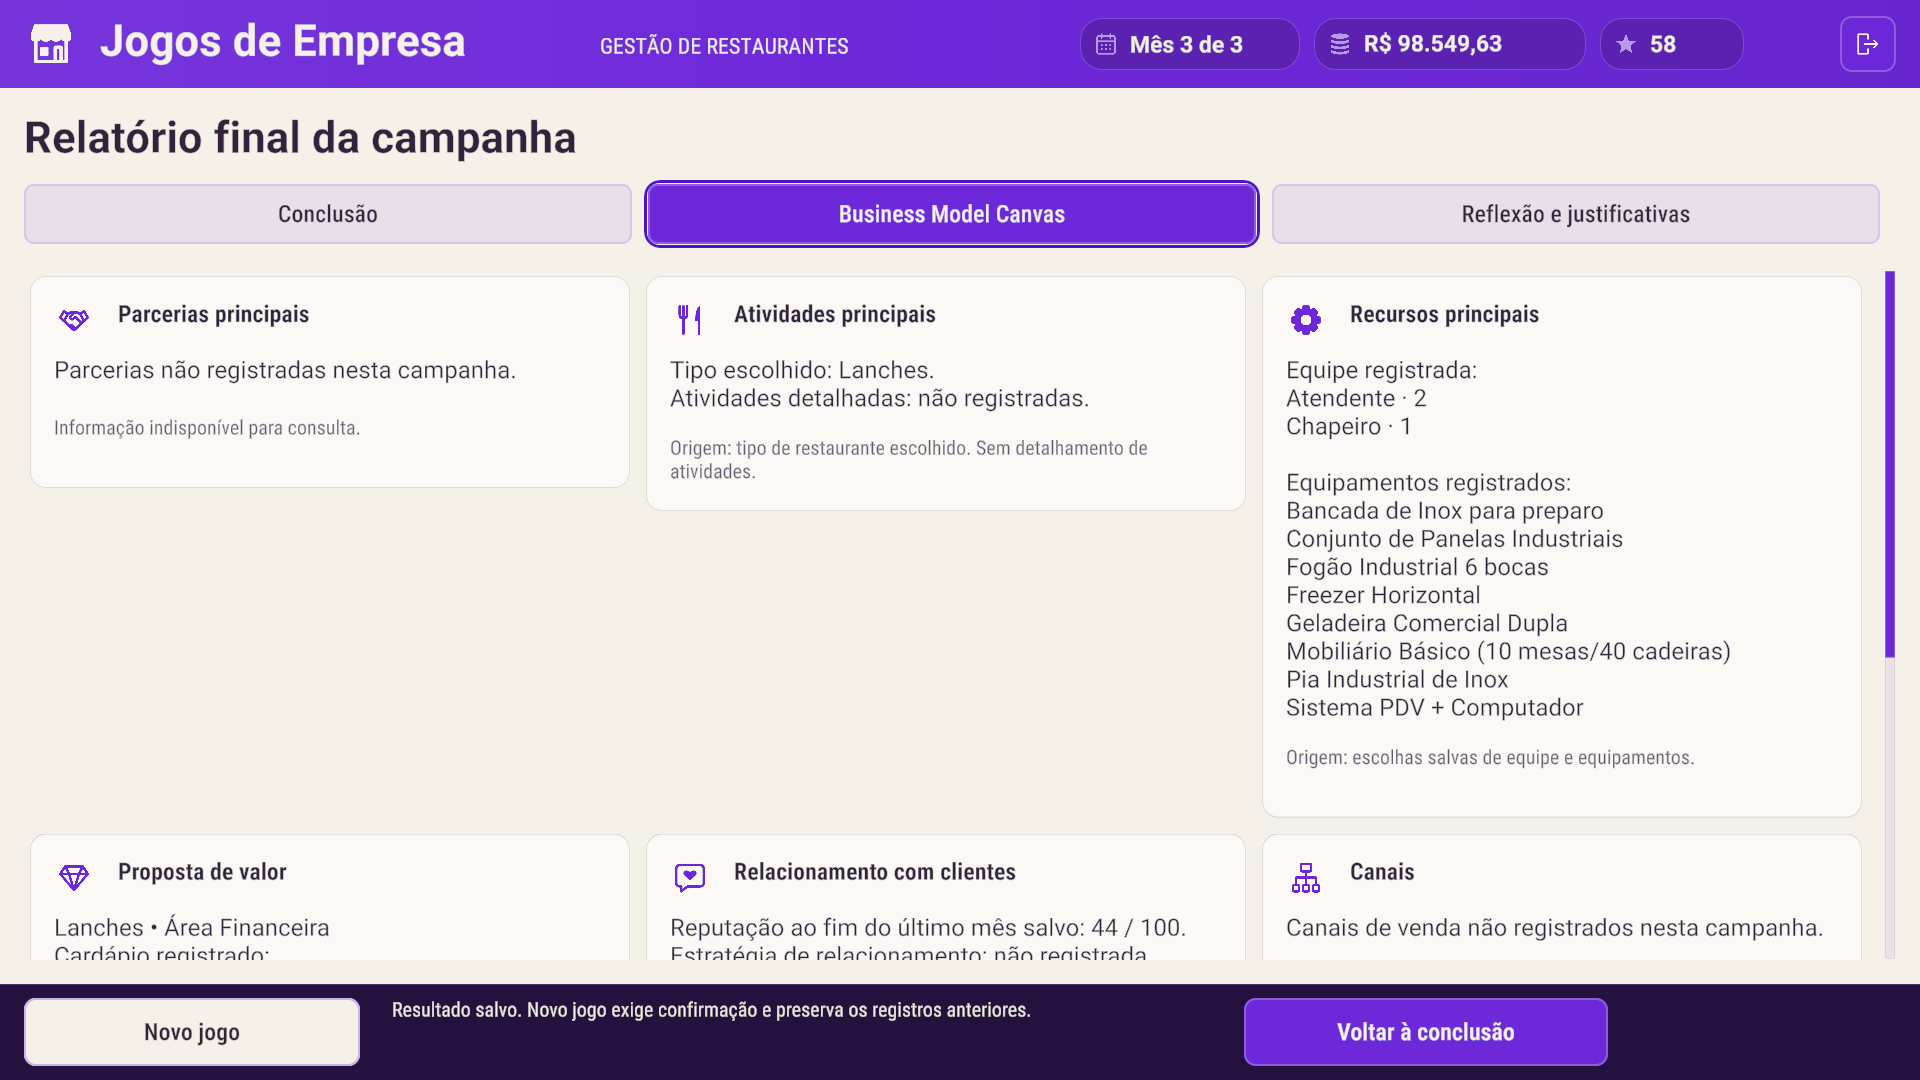 Jogos de Empresa
GESTÃO DE RESTAURANTES
Mês 3 de 3
R$ 98.549,63
58
Relatório final da campanha
Conclusão
Business Model Canvas
Reflexão e justificativas
Parcerias principais
Parcerias não registradas nesta campanha.
Informação indisponível para consulta.
Atividades principais
Tipo escolhido: Lanches.
Atividades detalhadas: não registradas.
Origem: tipo de restaurante escolhido. Sem detalhamento de
atividades.
Recursos principais
Equipe registrada:
Atendente · 2
Chapeiro · 1
Equipamentos registrados:
Bancada de Inox para preparo
Conjunto de Panelas Industriais
Fogão Industrial 6 bocas
Freezer Horizontal
Geladeira Comercial Dupla
Mobiliário Básico (10 mesas/40 cadeiras)
Pia Industrial de Inox
Sistema PDV + Computador
Origem: escolhas salvas de equipe e equipamentos.
Proposta de valor
Lanches • Área Financeira
Cardápio registrado:
Relacionamento com clientes
Reputação ao fim do último mês salvo: 44 / 100.
Estratégia de relacionamento: não registrada
Canais
Canais de venda não registrados nesta campanha.
Novo jogo
Resultado salvo. Novo jogo exige confirmação e preserva os registros anteriores.
Voltar à conclusão